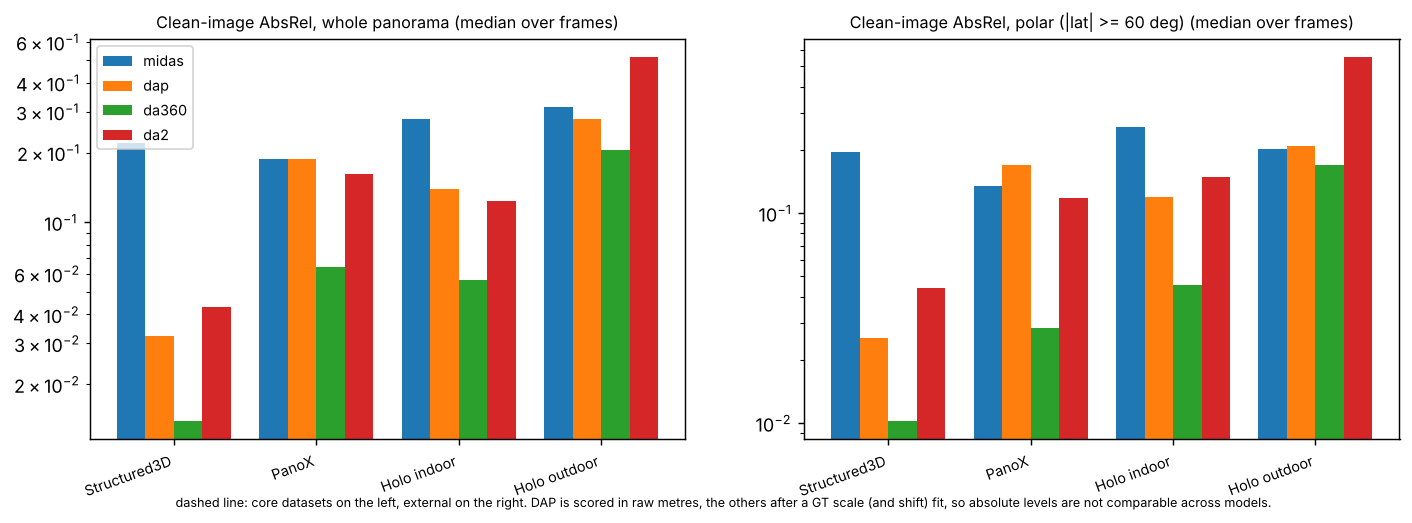 Clean-image AbsRel, whole panorama (median over frames)
6 × 10⁻¹
4 × 10⁻¹
3 × 10⁻¹
2 × 10⁻¹
10⁻¹
6 × 10⁻²
4 × 10⁻²
3 × 10⁻²
2 × 10⁻²
midas
dap
da360
da2
Structured3D
PanoX
Holo indoor
Holo outdoor
Clean-image AbsRel, polar (|lat| >= 60 deg) (median over frames)
10⁻¹
10⁻²
Structured3D
PanoX
Holo indoor
Holo outdoor
dashed line: core datasets on the left, external on the right. DAP is scored in raw metres, the others after a GT scale (and shift) fit, so absolute levels are not comparable across models.